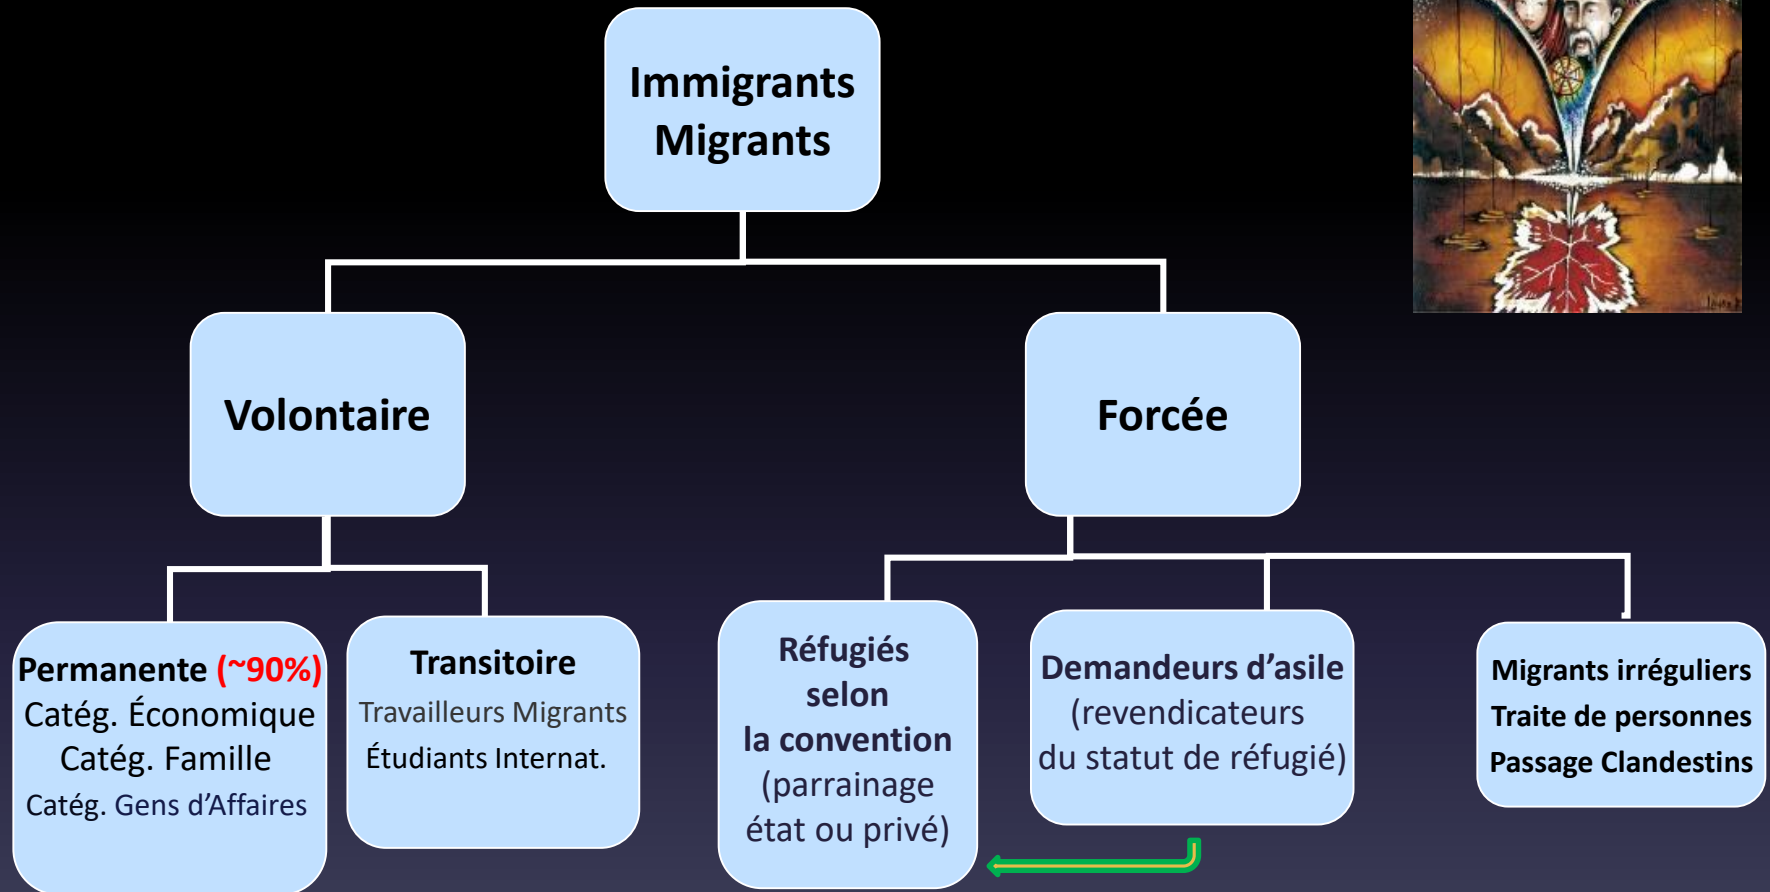 Immigrants
Migrants
Volontaire
Forcée
Permanente (~90%)
Catég. Économique
Catég. Famille
Catég. Gens d’Affaires
Transitoire
Travailleurs Migrants
Étudiants Internat.
Réfugiés
selon
la convention
(parrainage
état ou privé)
Demandeurs d’asile
(revendicateurs
du statut de réfugié)
Migrants irréguliers
Traite de personnes
Passage Clandestins